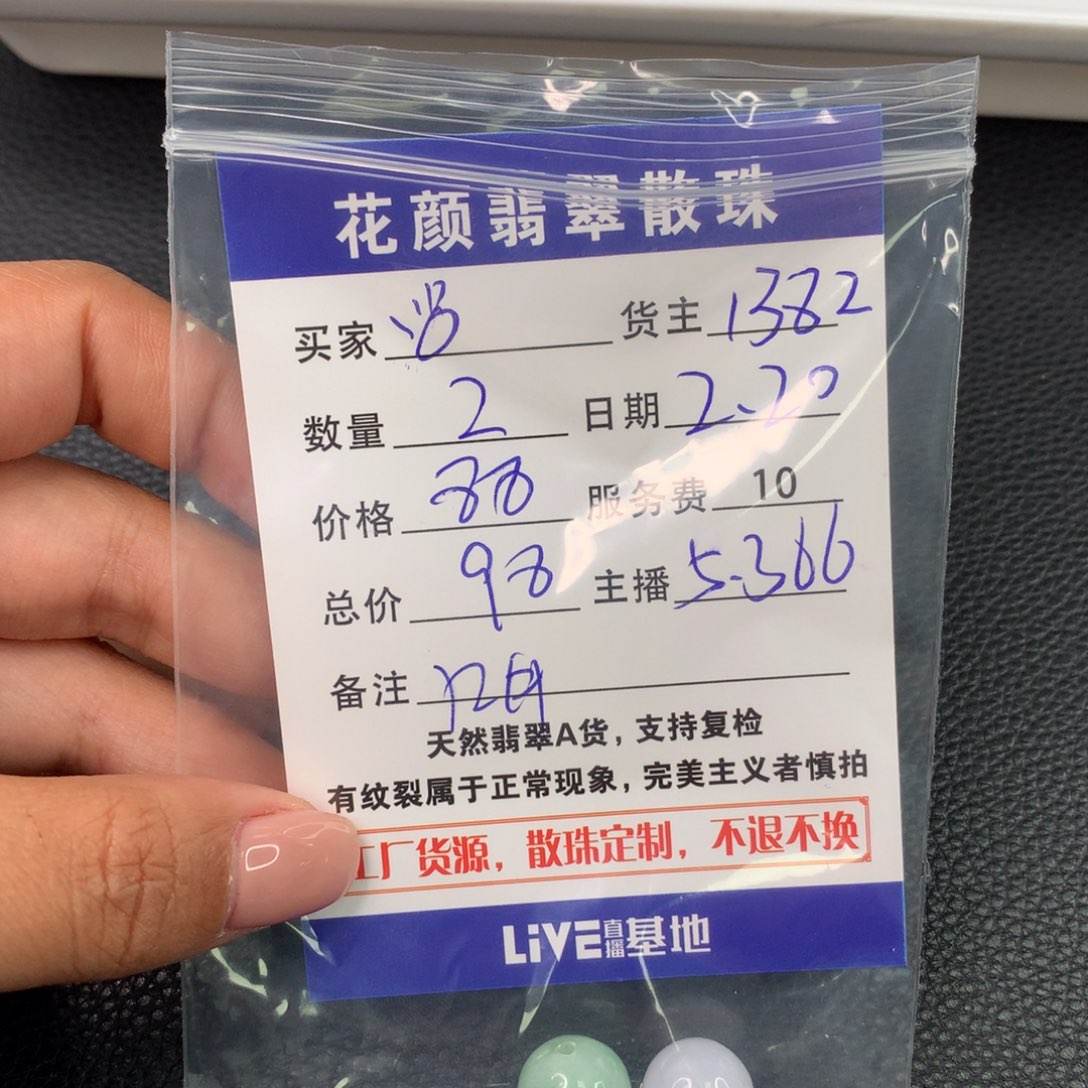 花颜翡翠散珠
买家 货主 1382
数量 2 日期 2.20
价格 88 服务费 10
总价 98 主播 5.366
备注
天然翡翠A货，支持复检
有纹裂属于正常现象，完美主义者慎拍
工厂货源，散珠定制，不退不换
LiVE直播基地